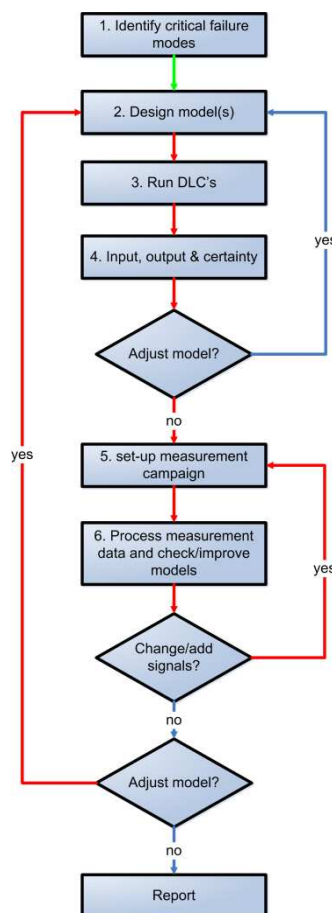 1. Identify critical failure
modes
2. Design model(s)
3. Run DLC's
yes
4. Input, output & certainty
Adjust model?
no
yes
5. set-up measurement
campaign
6. Process measurement
data and check/improve
models
yes
Change/add
signals?
no
Adjust model?
no
Report